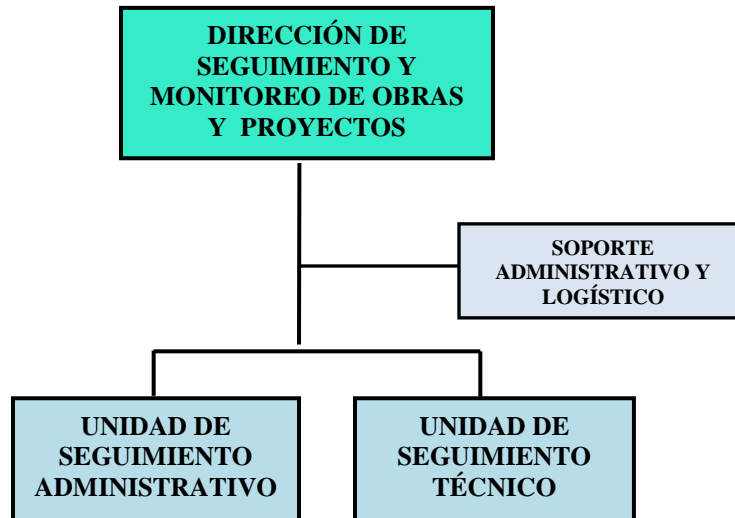 DIRECCIÓN DE
SEGUIMIENTO Y
MONITOREO DE OBRAS
Y PROYECTOS
SOPORTE
ADMINISTRATIVO Y
LOGÍSTICO
UNIDAD DE
SEGUIMIENTO
ADMINISTRATIVO
UNIDAD DE
SEGUIMIENTO
TÉCNICO